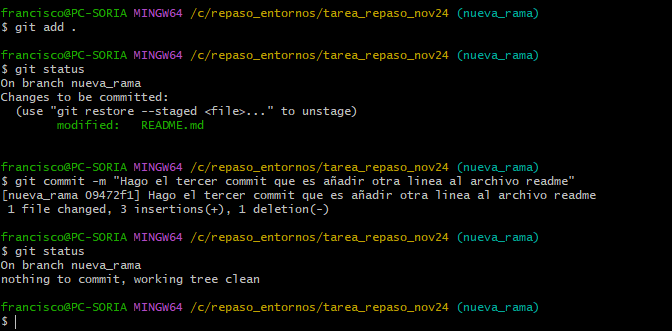 francisco@PC-SORIA MINGW64 /c/repaso_entornos/tarea_repaso_nov24 (nueva_rama)
$ git add .
francisco@PC-SORIA MINGW64 /c/repaso_entornos/tarea_repaso_nov24 (nueva_rama)
$ git status
On branch nueva_rama
Changes to be committed:
  (use "git restore --staged <file>..." to unstage)
        modified:   README.md
francisco@PC-SORIA MINGW64 /c/repaso_entornos/tarea_repaso_nov24 (nueva_rama)
$ git commit -m "Hago el tercer commit que es añadir otra linea al archivo readme"
[nueva_rama 09472f1] Hago el tercer commit que es añadir otra linea al archivo readme
 1 file changed, 3 insertions(+), 1 deletion(-)
francisco@PC-SORIA MINGW64 /c/repaso_entornos/tarea_repaso_nov24 (nueva_rama)
$ git status
On branch nueva_rama
nothing to commit, working tree clean
francisco@PC-SORIA MINGW64 /c/repaso_entornos/tarea_repaso_nov24 (nueva_rama)
$